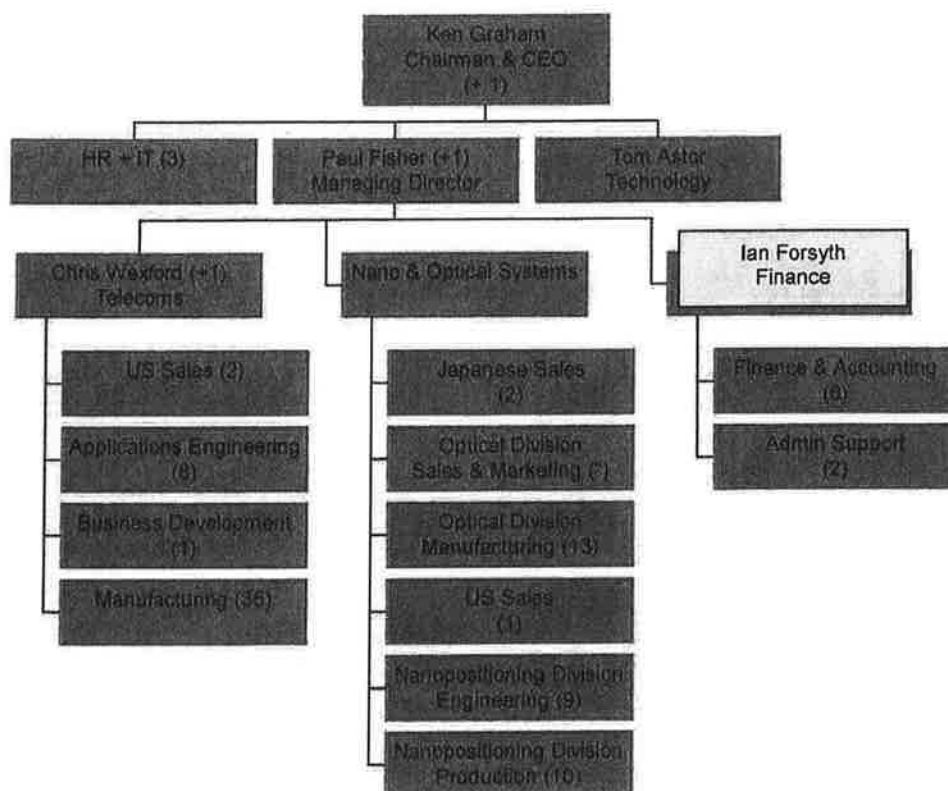 Ken Graham
Chairman & CEO
(+ 1)
HR + IT (3)
Paul Fisher (+1)
Managing Director
Tom Astor
Technology
Chris Wexford (+1)
Telecoms
Nano & Optical Systems
Ian Forsyth
Finance
US Sales (2)
Applications Engineering
(8)
Business Development
(1)
Manufacturing (35)
Japanese Sales
(2)
Optical Division
Sales & Marketing
Optical Division
Manufacturing (13)
US Sales
(1)
Nanopositioning Division
Engineering (9)
Nanopositioning Division
Production (10)
Finance & Accounting
(6)
Admin Support
(2)